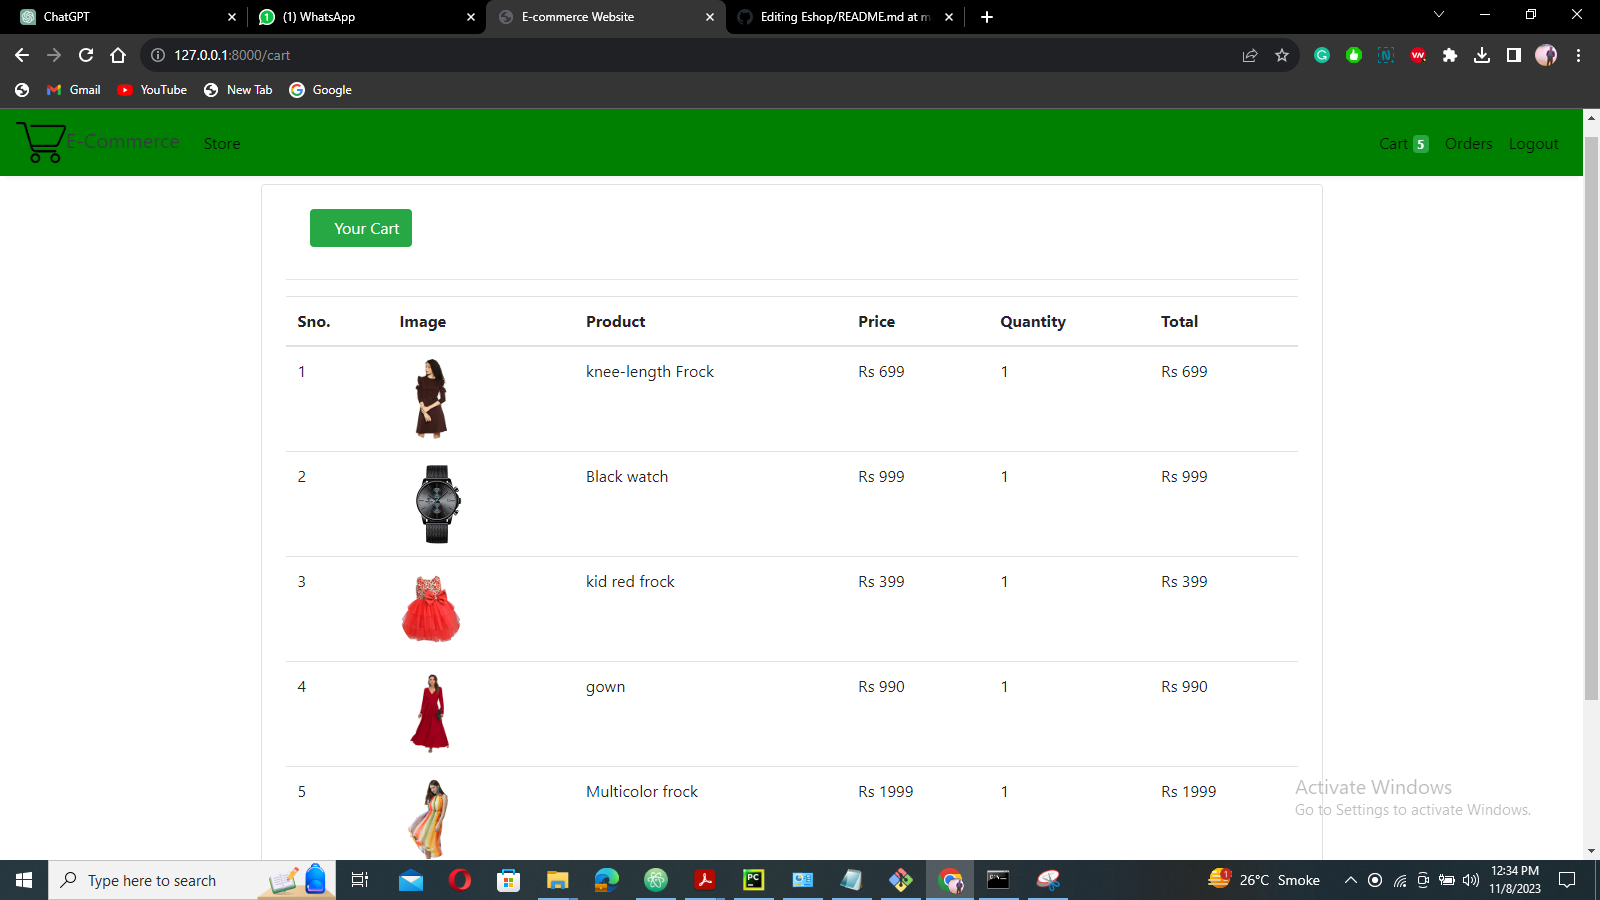 ChatGPT
(1) WhatsApp
E-commerce Website
Editing Eshop/README.md at m
127.0.0.1:8000/cart
Gmail
YouTube
New Tab
Google
E-Commerce
Store
Cart 5
Orders
Logout
Your Cart
Sno. Image Product Price Quantity Total
1 knee-length Frock Rs 699 1 Rs 699
2 Black watch Rs 999 1 Rs 999
3 kid red frock Rs 399 1 Rs 399
4 gown Rs 990 1 Rs 990
5 Multicolor frock Rs 1999 1 Rs 1999
Activate Windows
Go to Settings to activate Windows.
Type here to search
26°C Smoke
12:34 PM
11/8/2023